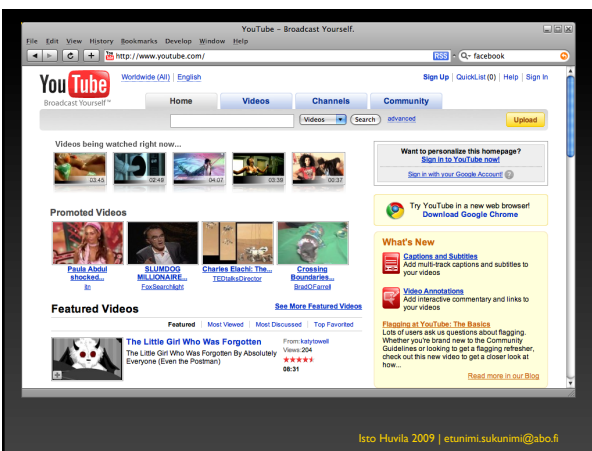 YouTube - Broadcast Yourself.
File Edit View History Bookmarks Develop Window Help
http://www.youtube.com/ RSS facebook
YouTube Worldwide (All) English Sign Up QuickList (0) Help Sign In
Broadcast Yourself™ Home Videos Channels Community
Videos Search advanced Upload
Videos being watched right now...
03:45 02:49 04:07 03:39 00:37
Promoted Videos
Paula Abdul shocked...
SLUMDOG MILLIONAIRE...
FoxSearchlight
Charles Elachi: The...
TEDtalksDirector
Crossing Boundaries...
BradOFarrell
Featured Videos See More Featured Videos
Featured Most Viewed Most Discussed Top Favorited
The Little Girl Who Was Forgotten
The Little Girl Who Was Forgotten By Absolutely
Everyone (Even the Postman)
From: katytowell
Views: 204
08:31
Want to personalize this homepage?
Sign in to YouTube now!
Sign in with your Google Account! ?
Try YouTube in a new web browser!
Download Google Chrome
What's New
Captions and Subtitles
Add multi-track captions and subtitles to
your videos
Video Annotations
Add interactive commentary and links to
your videos
Flagging at YouTube: The Basics
Lots of users ask us questions about flagging.
Whether you're brand new to the Community
Guidelines or looking to get a flagging refresher,
check out this new video to get a closer look at
how...
Read more in our Blog
Isto Huvila 2009 | etunimi.sukunimi@abo.fi